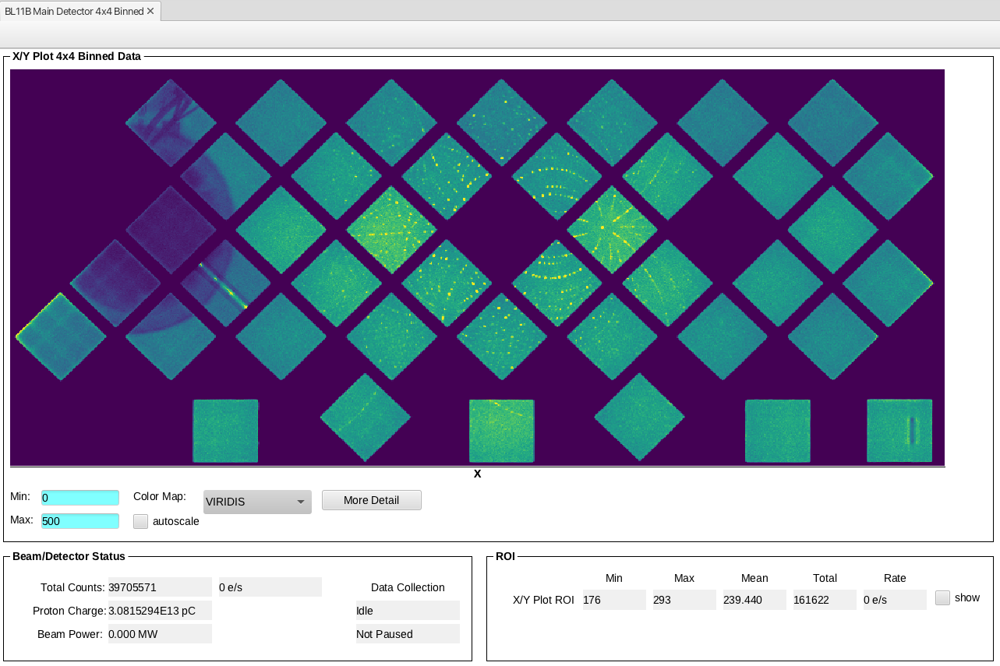 BL11B Main Detector 4x4 Binned ✕
X/Y Plot 4x4 Binned Data
X
Min: 0 Color Map: VIRIDIS More Detail
Max: 500 autoscale
Beam/Detector Status
Total Counts: 39705571 0 e/s Data Collection
Proton Charge: 3.0815294E13 pC Idle
Beam Power: 0.000 MW Not Paused
ROI
Min Max Mean Total Rate
X/Y Plot ROI 176 293 239.440 161622 0 e/s show